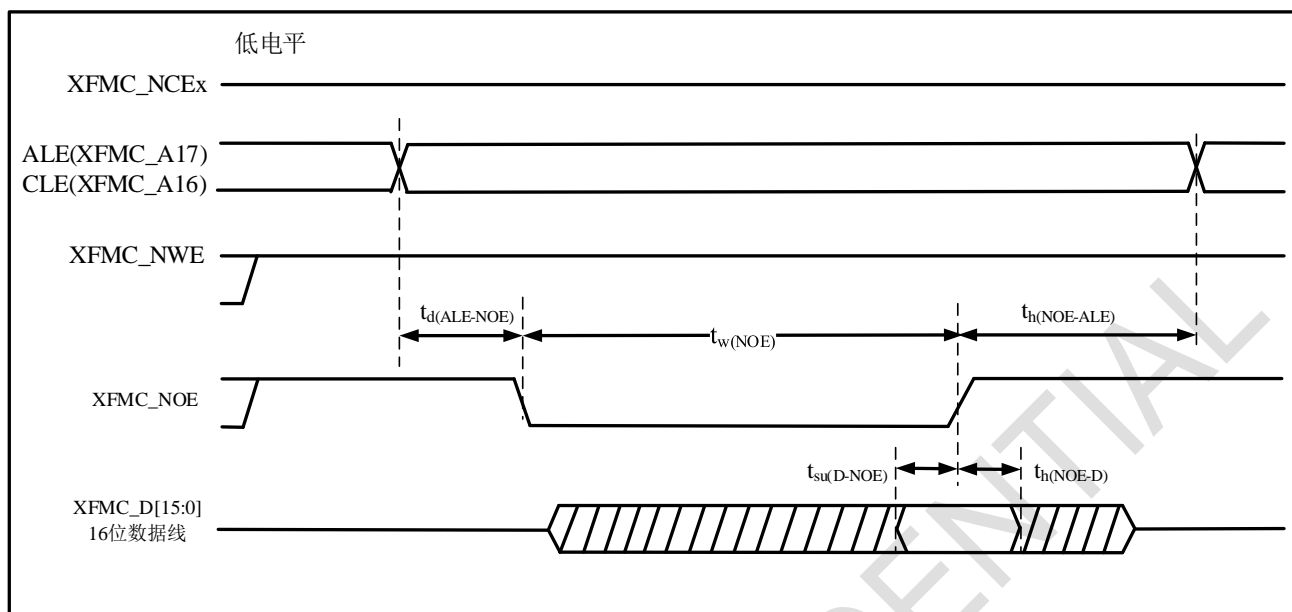 低电平
XFMC_NCEx
ALE(XFMC_A17)
CLE(XFMC_A16)
XFMC_NWE
td(ALE-NOE)
tw(NOE)
th(NOE-ALE)
XFMC_NOE
tsu(D-NOE)
th(NOE-D)
XFMC_D[15:0]
16位数据线
ENTIAL